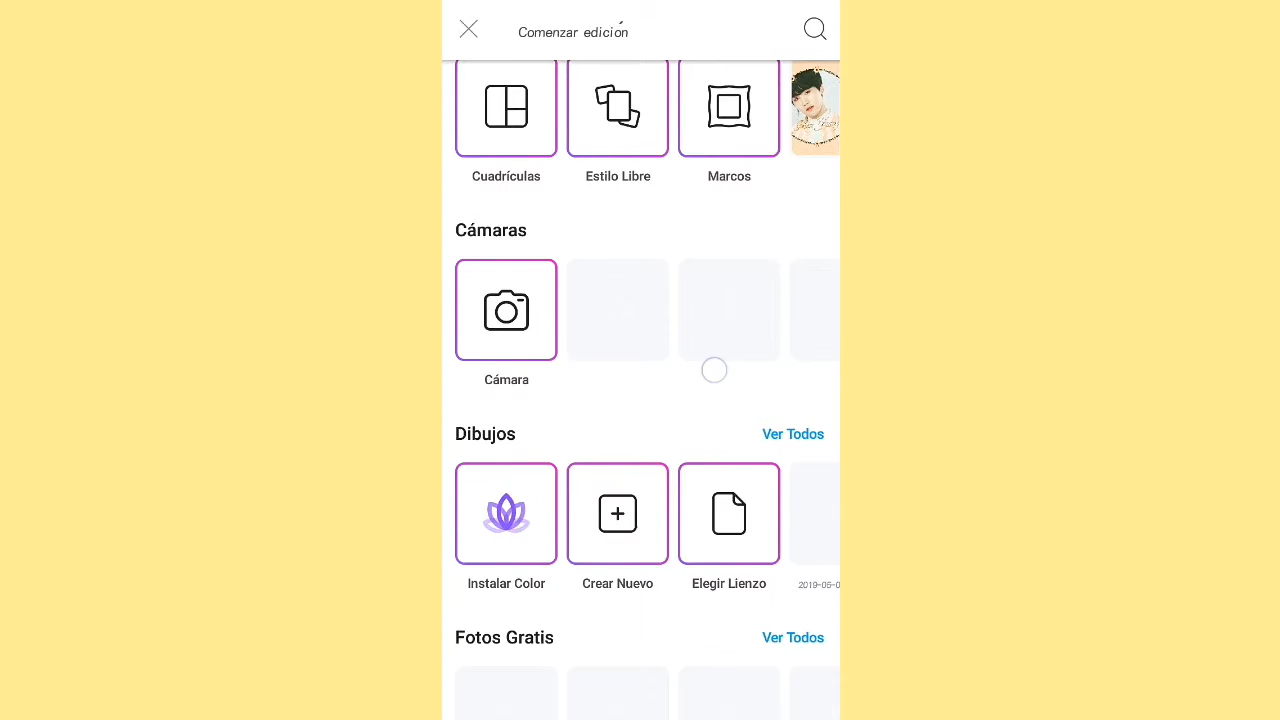 Comenzar edición
Cuadrículas
Estilo Libre
Marcos
Cámaras
Cámara
Dibujos
Ver Todos
Instalar Color
Crear Nuevo
Elegir Lienzo
Fotos Gratis
Ver Todos